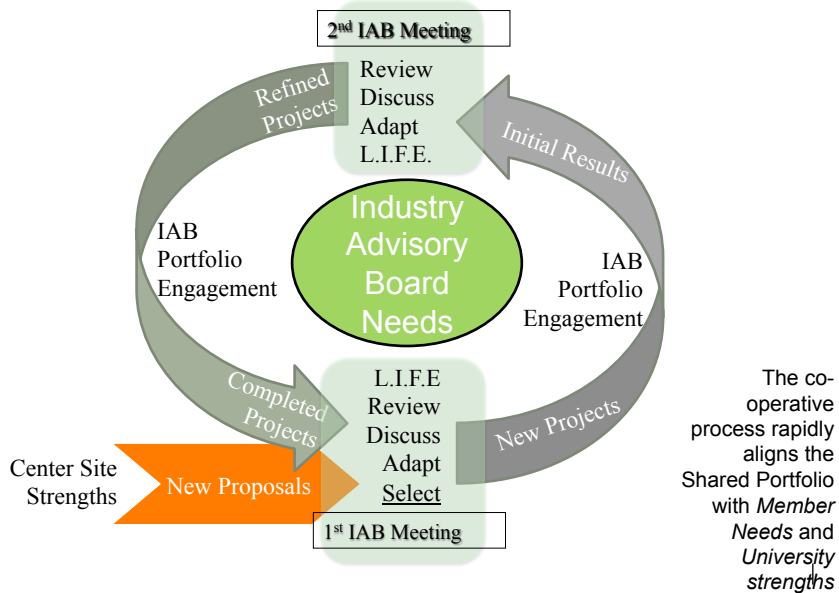 2nd IAB Meeting
Review
Discuss
Adapt
L.I.F.E.
Refined
Projects
Initial Results
Industry
Advisory
Board
Needs
IAB
Portfolio
Engagement
IAB
Portfolio
Engagement
Completed
Projects
L.I.F.E
Review
Discuss
Adapt
Select
New Projects
Center Site
Strengths
New Proposals
1st IAB Meeting
The co-
operative
process rapidly
aligns the
Shared Portfolio
with Member
Needs and
University
strengths